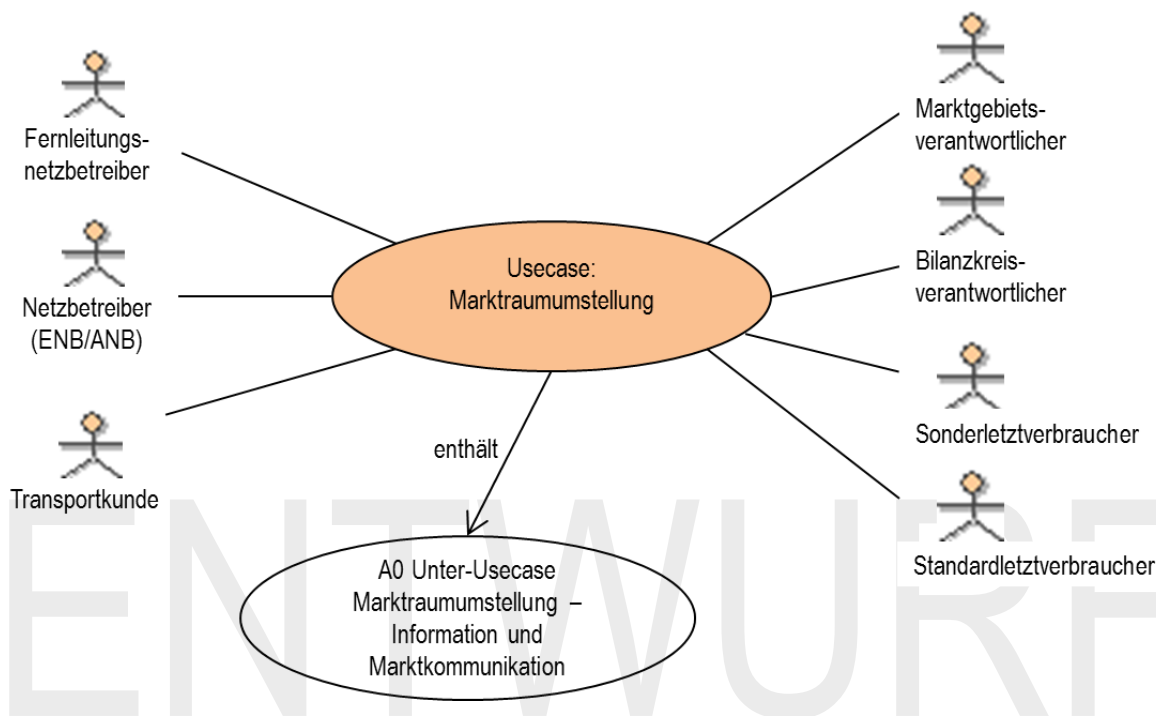 Fernleitungs-
netzbetreiber
Netzbetreiber
(ENB/ANB)
Transportkunde
Usecase:
Marktraumumstellung
enthält
A0 Unter-Usecase
Marktraumumstellung –
Information und
Marktkommunikation
Marktgebiets-
verantwortlicher
Bilanzkreis-
verantwortlicher
Sonderletztverbraucher
Standardletztverbraucher
ENTWURF